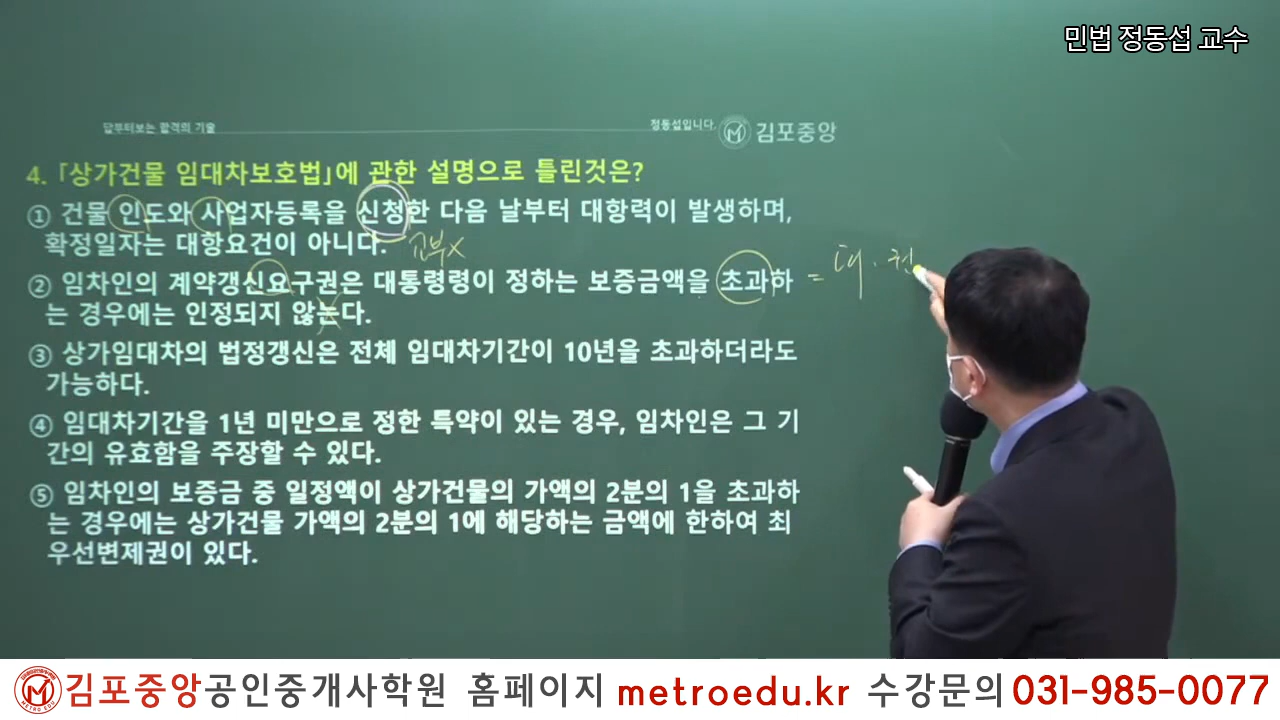 민법 정동섭 교수
답부터보는 합격의 기술
정동섭입니다.
김포중앙
4. 「상가건물 임대차보호법」에 관한 설명으로 틀린것은?
① 건물 인도와 사업자등록을 신청한 다음 날부터 대항력이 발생하며,
확정일자는 대항요건이 아니다.
교부x
② 임차인의 계약갱신요구권은 대통령령이 정하는 보증금액을 초과하
는 경우에는 인정되지 않는다.
③ 상가임대차의 법정갱신은 전체 임대차기간이 10년을 초과하더라도
가능하다.
④ 임대차기간을 1년 미만으로 정한 특약이 있는 경우, 임차인은 그 기
간의 유효함을 주장할 수 있다.
⑤ 임차인의 보증금 중 일정액이 상가건물의 가액의 2분의 1을 초과하
는 경우에는 상가건물 가액의 2분의 1에 해당하는 금액에 한하여 최
우선변제권이 있다.
김포중앙공인중개사학원 홈페이지 metroedu.kr 수강문의 031-985-0077